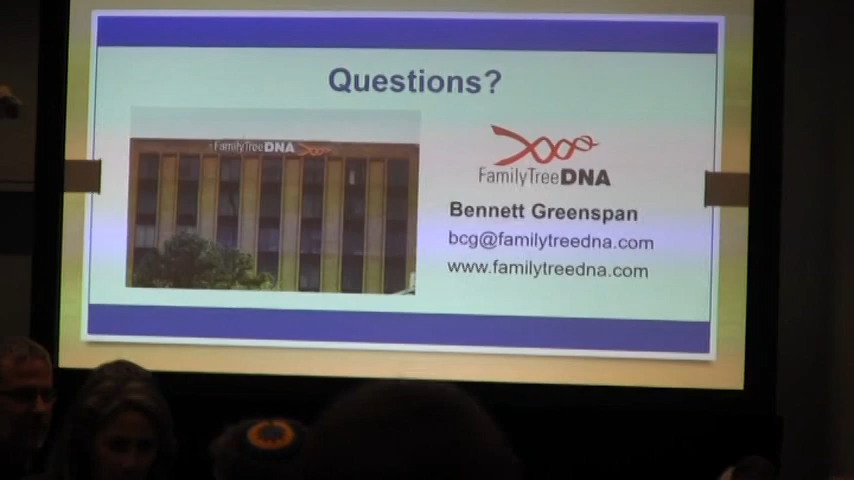 Questions?
FamilyTreeDNA
FamilyTreeDNA
Bennett Greenspan
bcg@familytreedna.com
www.familytreedna.com